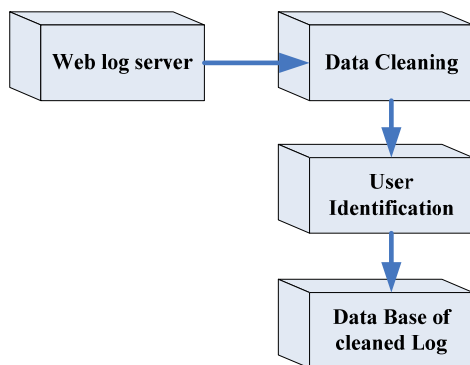 Web log server
Data Cleaning
User
Identification
Data Base of
cleaned Log